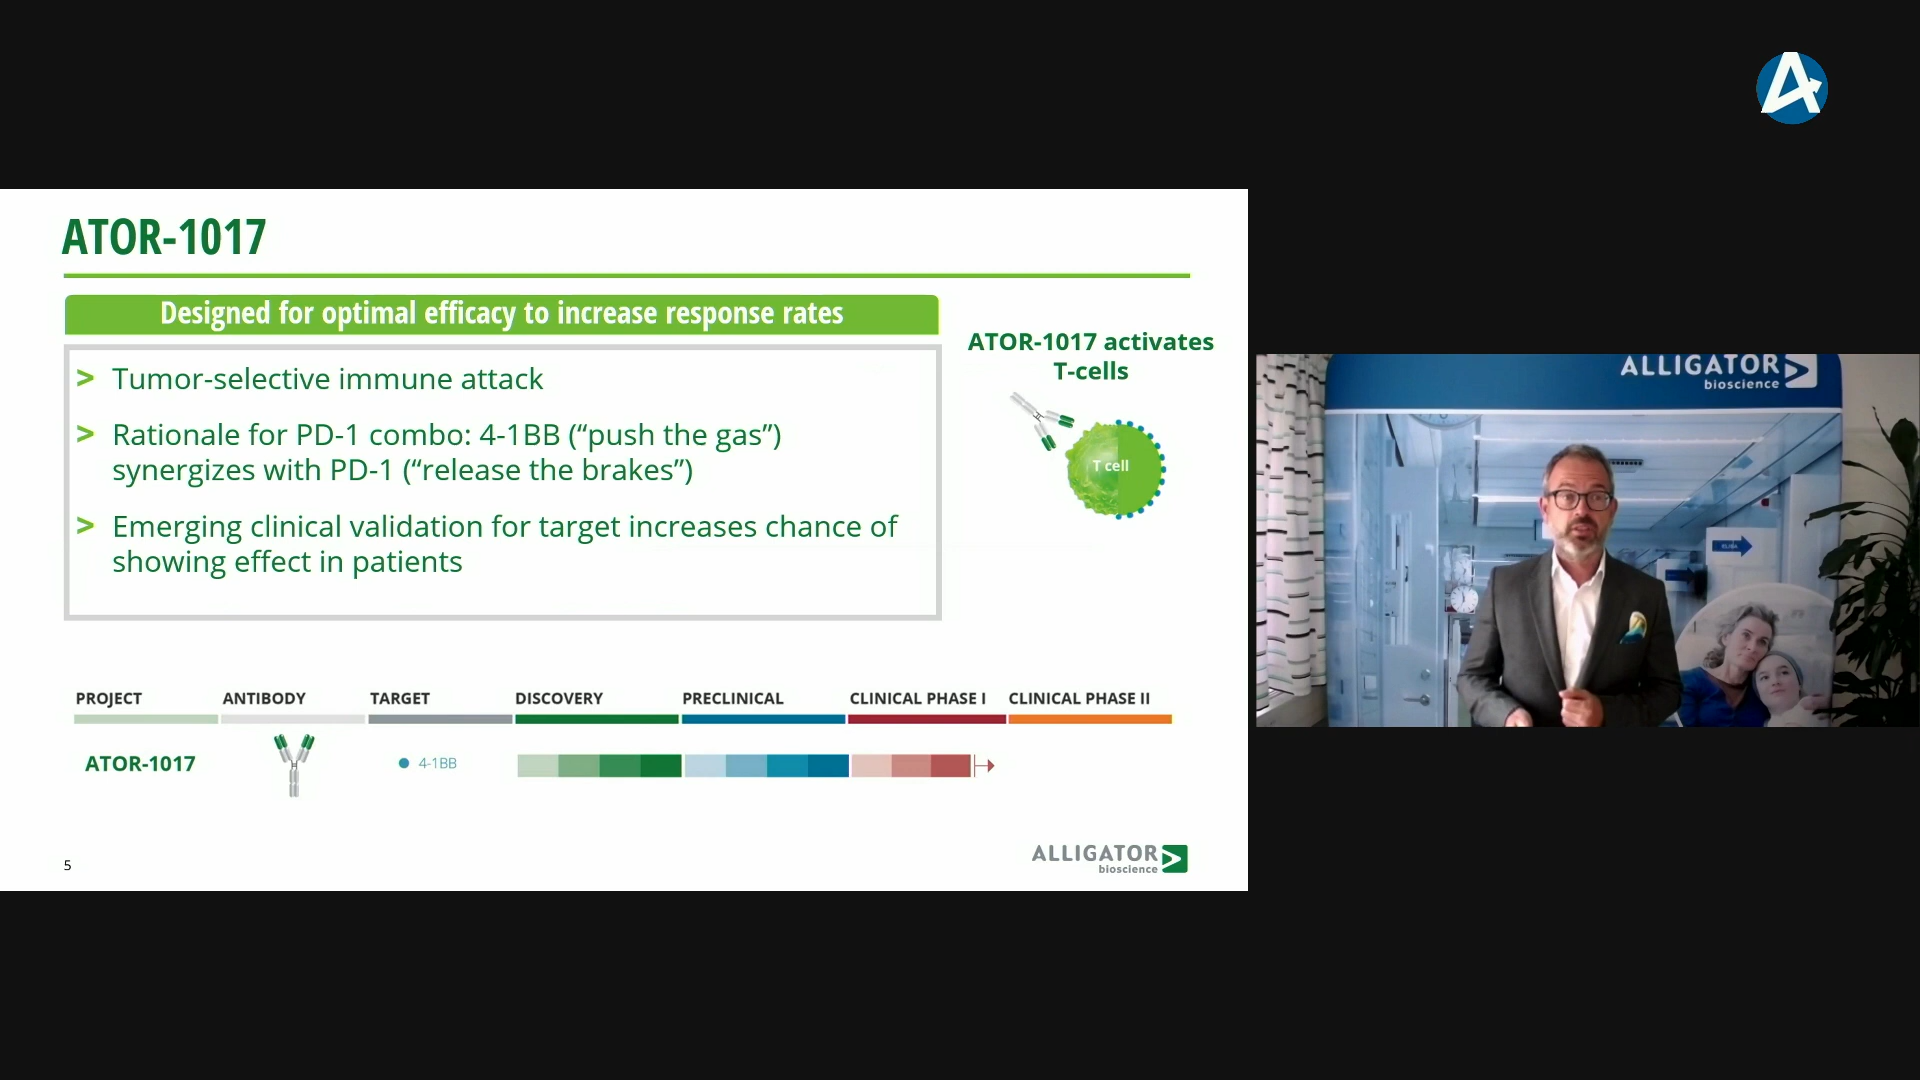 ATOR-1017
Designed for optimal efficacy to increase response rates
> Tumor-selective immune attack
> Rationale for PD-1 combo: 4-1BB (“push the gas”)
synergizes with PD-1 (“release the brakes”)
> Emerging clinical validation for target increases chance of
showing effect in patients
ATOR-1017 activates
T-cells
T cell
PROJECT ANTIBODY TARGET DISCOVERY PRECLINICAL CLINICAL PHASE I CLINICAL PHASE II
ATOR-1017 4-1BB
5
ALLIGATOR
bioscience
ALLIGATOR
bioscience